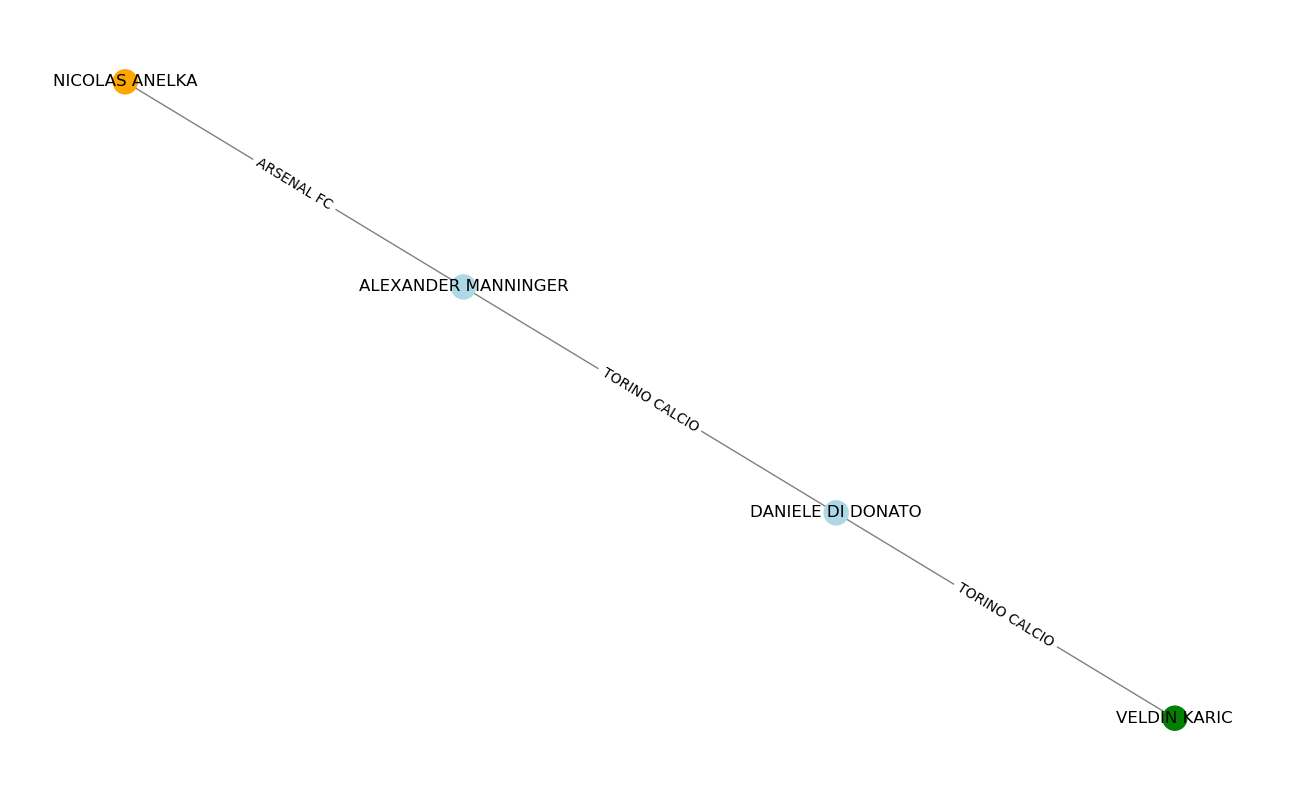 NICOLAS ANELKA
ARSENAL FC
ALEXANDER MANNINGER
TORINO CALCIO
DANIELE DI DONATO
TORINO CALCIO
VELDIN KARIC